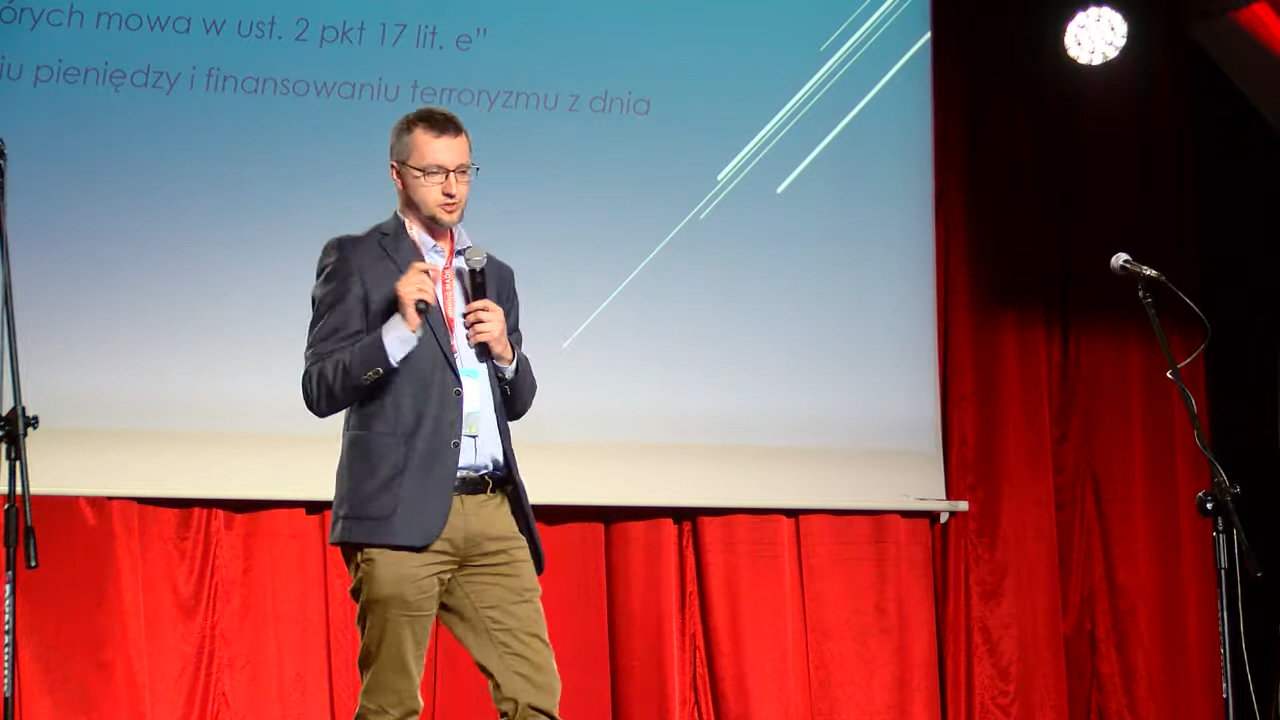 órych mowa w ust. 2 pkt 17 lit. e"
iu pieniędzy i finansowaniu terroryzmu z dnia